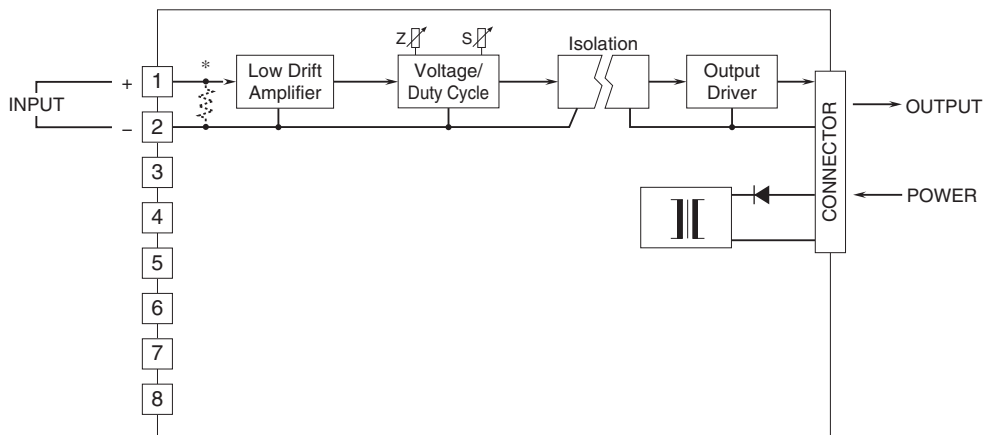 Z
S
Isolation
*
+
1
Low Drift
Amplifier
Voltage/
Duty Cycle
Output
Driver
INPUT
−
2
OUTPUT
3
CONNECTOR
POWER
4
5
6
7
8